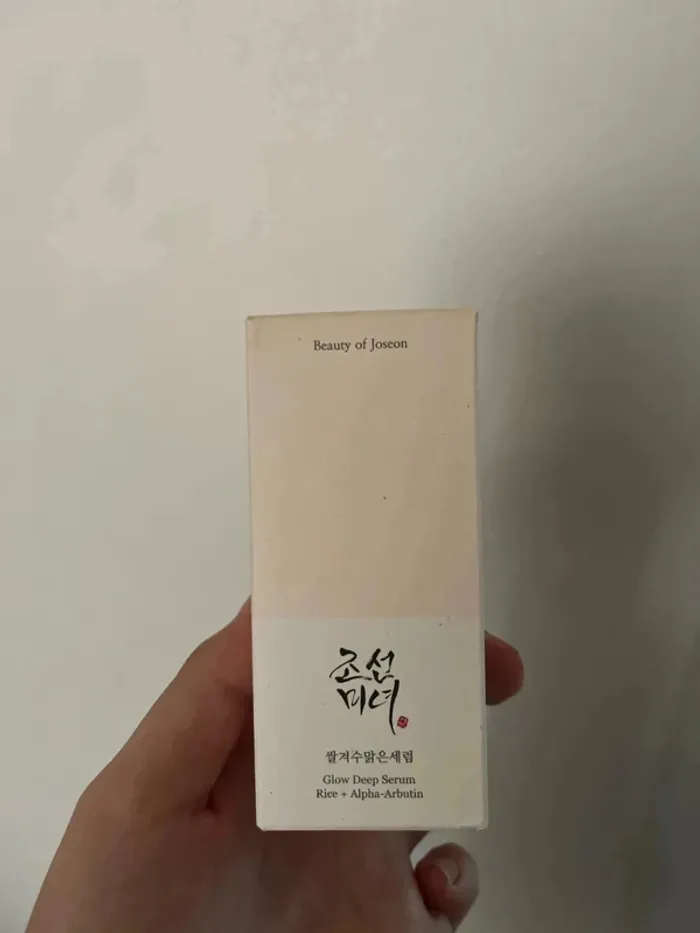 Beauty of Joseon
조선
미녀
쌀겨수맑은세럼
Glow Deep Serum
Rice + Alpha-Arbutin